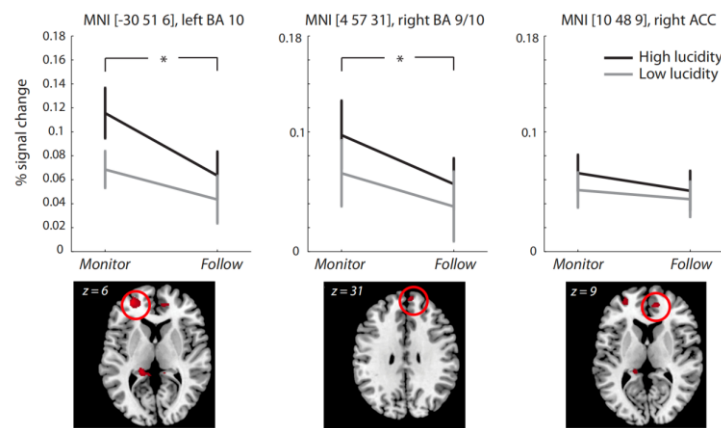 MNI [-30 51 6], left BA 10
MNI [4 57 31], right BA 9/10
MNI [10 48 9], right ACC
0.18
0.16
0.14
0.12
0.1
0.08
0.06
0.04
0.02
0
% signal change
*
Monitor Follow
0.18
0.1
0
*
Monitor Follow
0.18
0.1
0
High lucidity
Low lucidity
Monitor Follow
z = 6
z = 31
z = 9